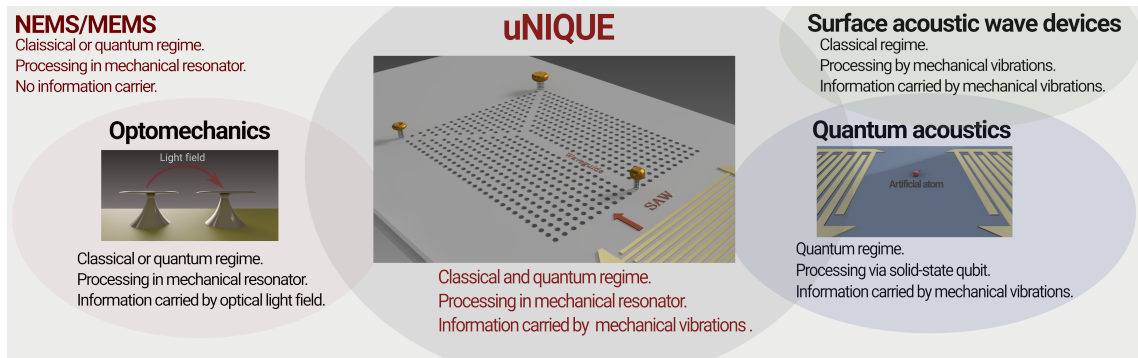 NEMS/MEMS
Claissical or quantum regime.
Processing in mechanical resonator.
No information carrier.
Optomechanics
Light field
Classical or quantum regime.
Processing in mechanical resonator.
Information carried by optical light field.
uNIQUE
Waveguide
SAW
Classical and quantum regime.
Processing in mechanical resonator.
Information carried by mechanical vibrations .
Surface acoustic wave devices
Classical regime.
Processing by mechanical vibrations.
Information carried by mechanical vibrations.
Quantum acoustics
Artificial atom
Quantum regime.
Processing via solid-state qubit.
Information carried by mechanical vibrations.